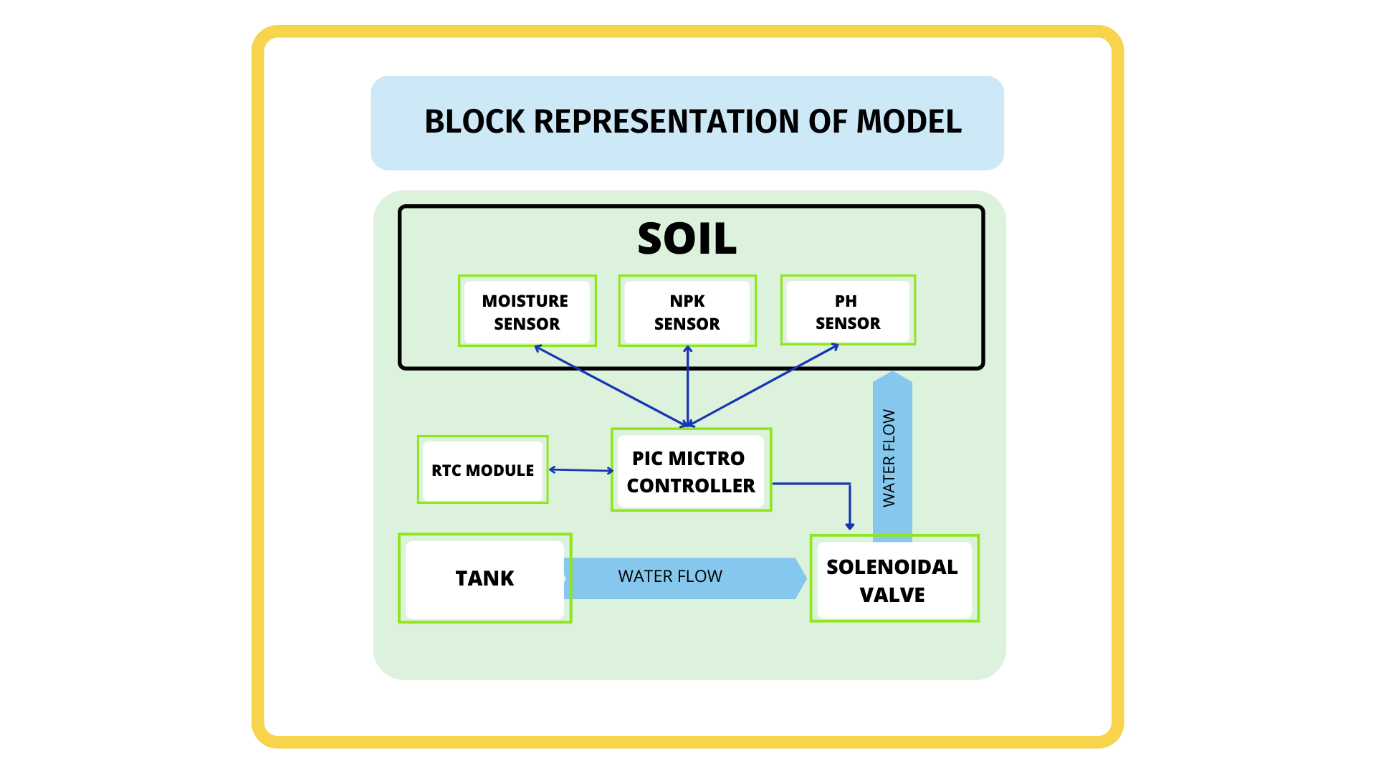 BLOCK REPRESENTATION OF MODEL
SOIL
MOISTURE
SENSOR
NPK
SENSOR
PH
SENSOR
RTC MODULE
PIC MICTRO
CONTROLLER
WATER FLOW
TANK
WATER FLOW
SOLENOIDAL
VALVE